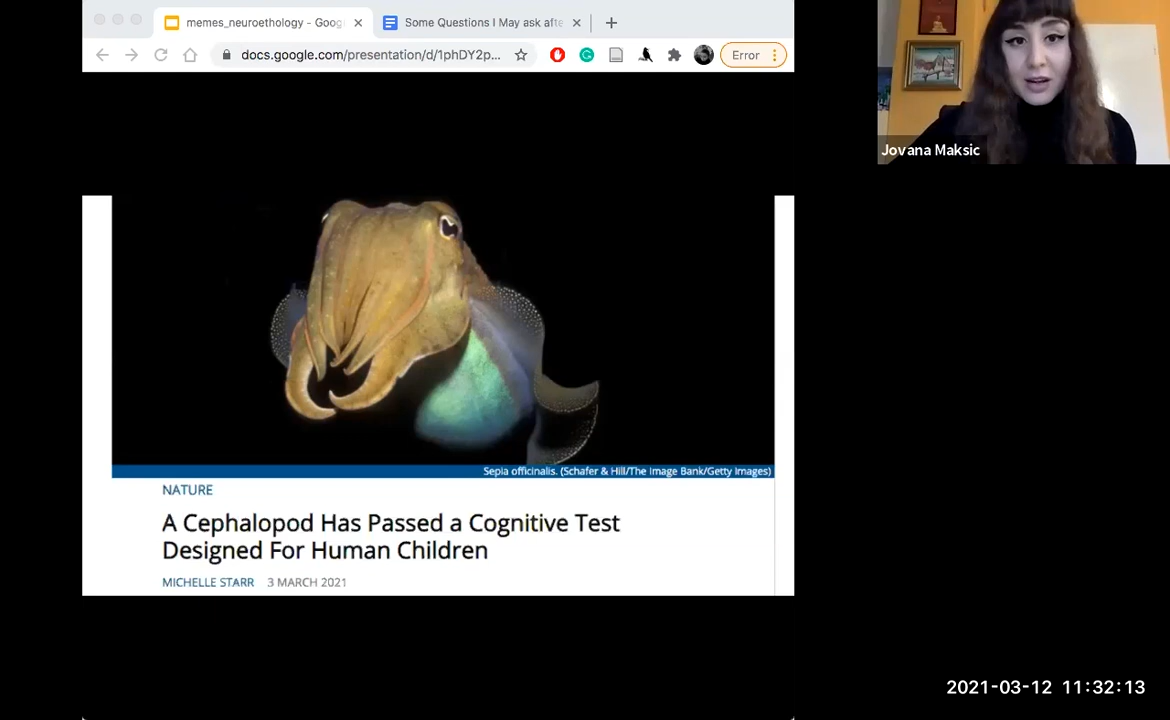 memes_neuroethology - Goog
Some Questions I May ask afte
docs.google.com/presentation/d/1phDY2p...
Error
Jovana Maksic
Sepia officinalis. (Schafer & Hill/The Image Bank/Getty Images)
NATURE
A Cephalopod Has Passed a Cognitive Test
Designed For Human Children
MICHELLE STARR 3 MARCH 2021
2021-03-12 11:32:13